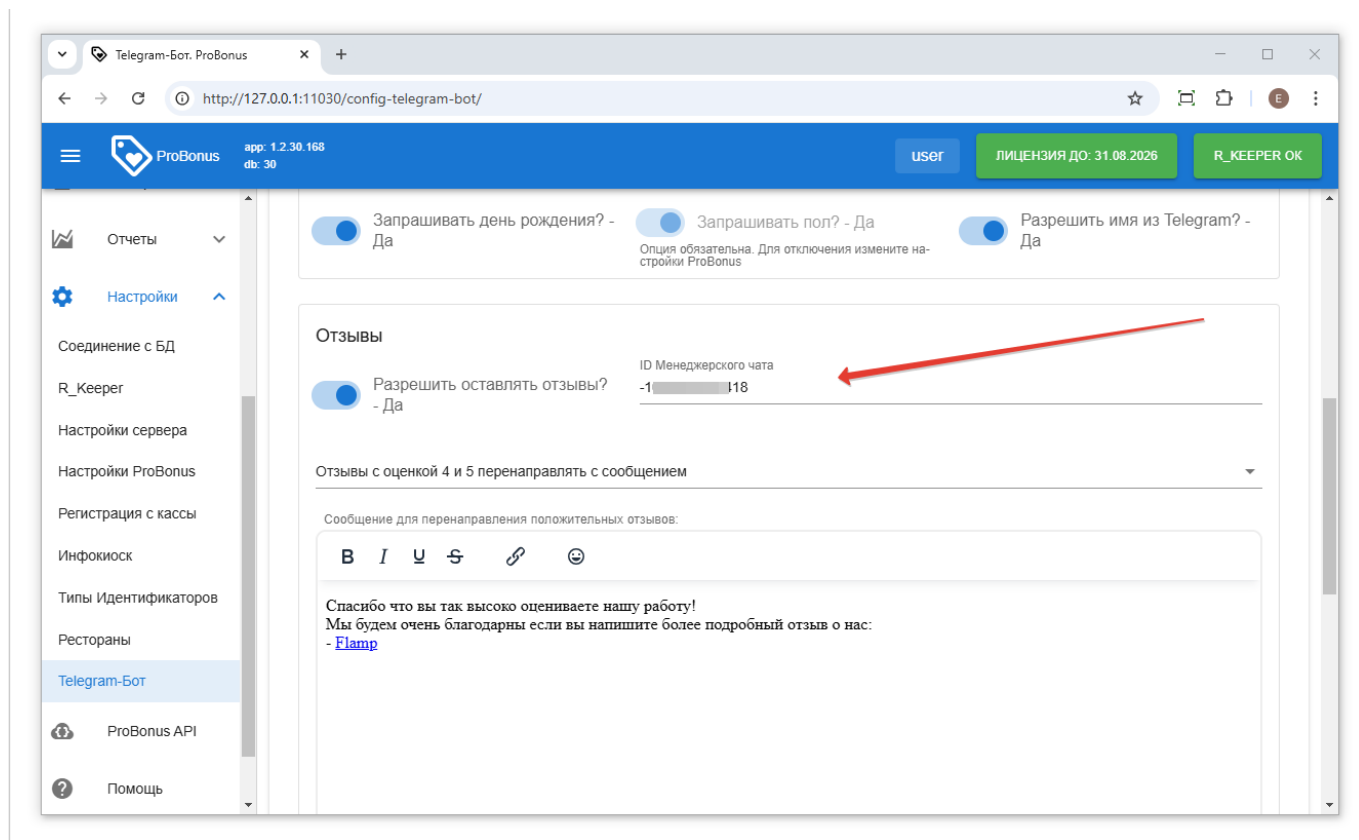 Telegram-Бот. ProBonus
http://127.0.0.1:11030/config-telegram-bot/
E
ProBonus
app: 1.2.30.168
db: 30
user
ЛИЦЕНЗИЯ ДО: 31.08.2026
R_KEEPER OK
Отчеты
Настройки
Соединение с БД
R_Keeper
Настройки сервера
Настройки ProBonus
Регистрация с кассы
Инфокиоск
Типы Идентификаторов
Рестораны
Telegram-Бот
ProBonus API
Помощь
Запрашивать день рождения? -
Да
Запрашивать пол? - Да
Опция обязательна. Для отключения измените на-
стройки ProBonus
Разрешить имя из Telegram? -
Да
Отзывы
Разрешить оставлять отзывы?
- Да
ID Менеджерского чата
-1 418
Отзывы с оценкой 4 и 5 перенаправлять с сообщением
Сообщение для перенаправления положительных отзывов:
B I U S
Спасибо что вы так высоко оцениваете нашу работу!
Мы будем очень благодарны если вы напишите более подробный отзыв о нас:
- Flamp